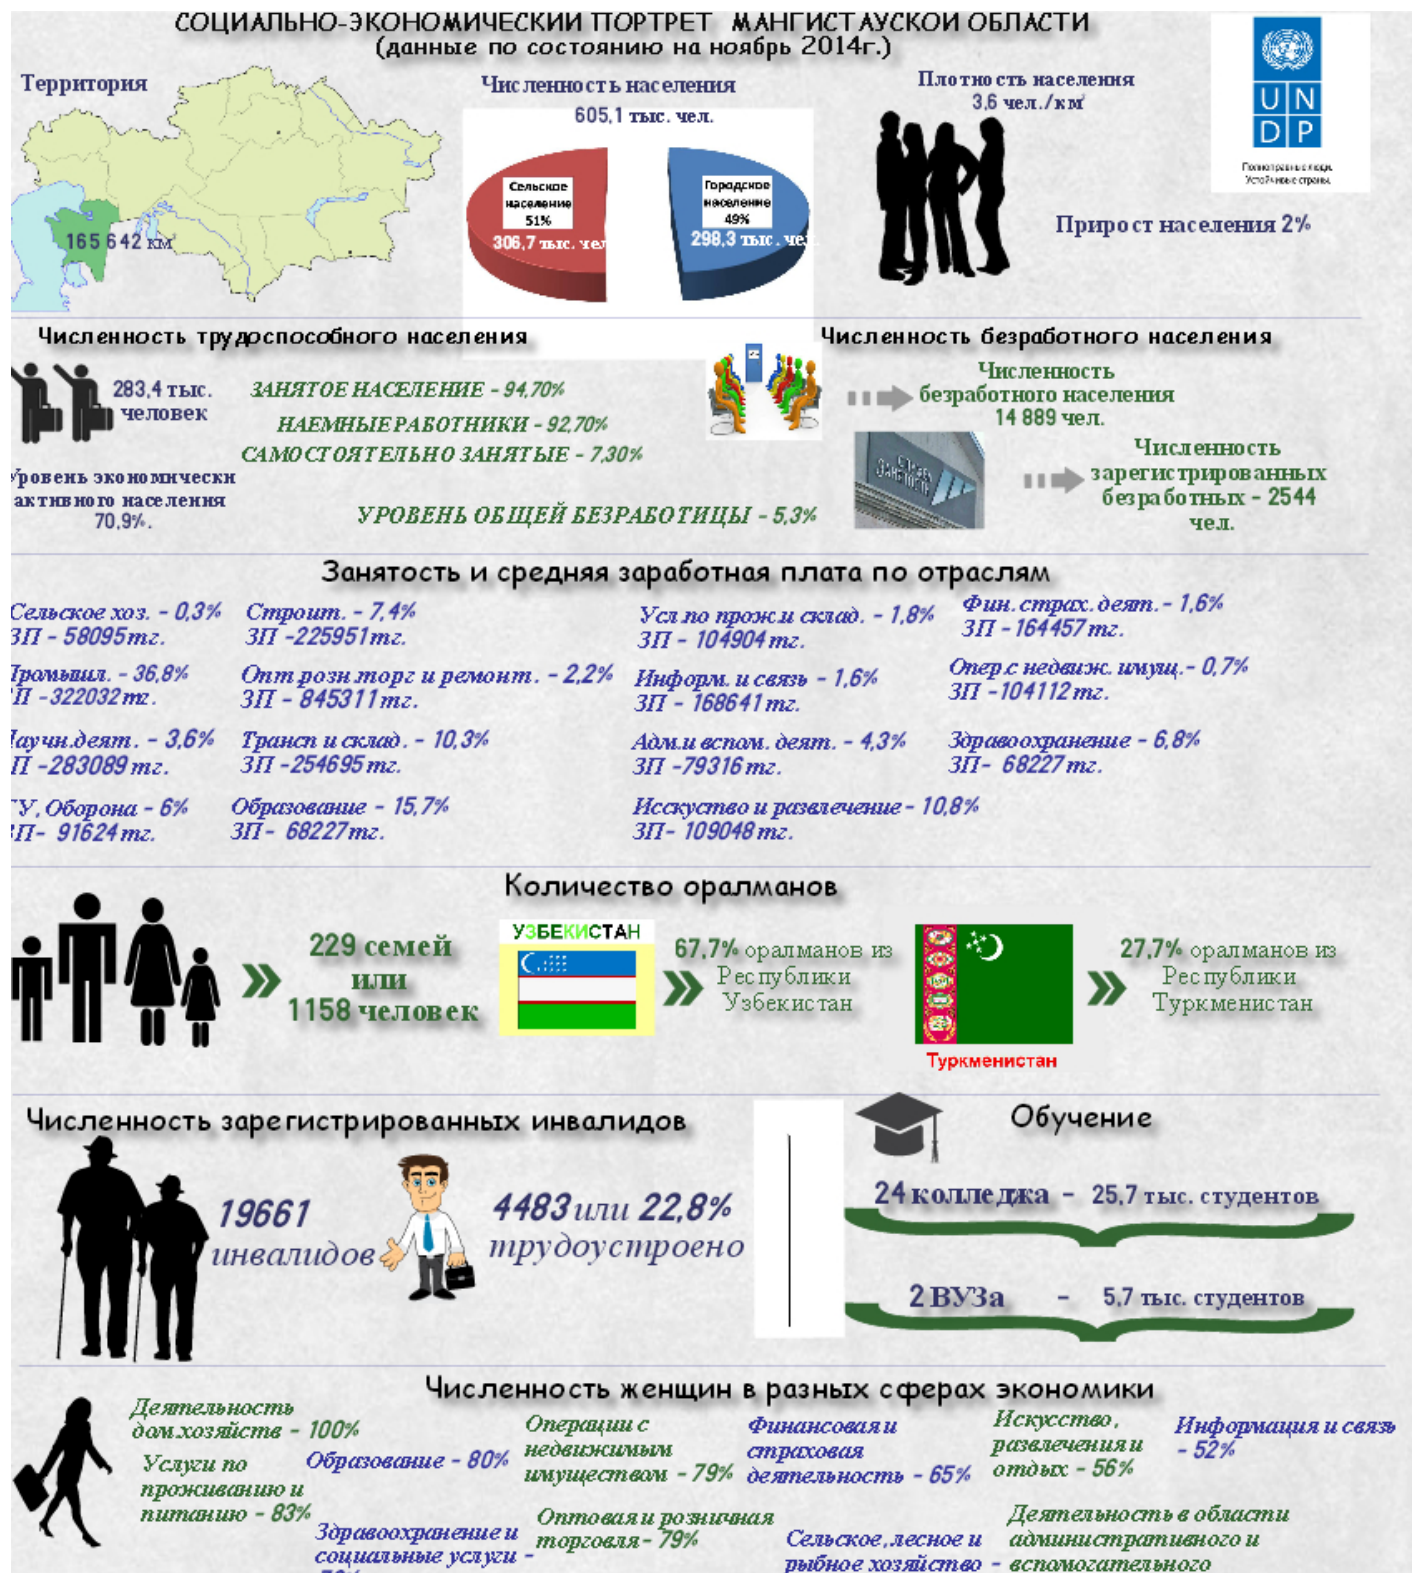 СОЦИАЛЬНО-ЭКОНОМИЧЕСКИЙ ПОРТРЕТ МАНГИСТАУСКОЙ ОБЛАСТИ
(данные по состоянию на ноябрь 2014г.)
Территория
165 642 км²
Численность населения
605,1 тыс. чел.
Сельское
население
51%
306,7 тыс. чел
Городское
население
49%
298,3 тыс. чел.
Плотность населения
3,6 чел./км²
Прирост населения 2%
U N
D P
Полноправные люди.
Устойчивые страны.
Численность трудоспособного населения
283,4 тыс.
человек
Уровень экономически
активного населения
70,9%.
ЗАНЯТОЕ НАСЕЛЕНИЕ - 94,70%
НАЕМНЫЕ РАБОТНИКИ - 92,70%
САМОСТОЯТЕЛЬНО ЗАНЯТЫЕ - 7,30%
УРОВЕНЬ ОБЩЕЙ БЕЗРАБОТИЦЫ - 5,3%
Численность безработного населения
Численность
безработного населения
14 889 чел.
Численность
зарегистрированных
безработных - 2544
чел.
Занятость и средняя заработная плата по отраслям
Сельское хоз. - 0,3%
ЗП - 58095тг.
Строит. - 7,4%
ЗП -225951тг.
Усл.по прож.и склад. - 1,8%
ЗП - 104904тг.
Фин. страх. деят. - 1,6%
ЗП -164457тг.
Промышл. - 36,8%
ЗП -322032тг.
Опт.розн.торг и ремонт. - 2,2%
ЗП - 845311тг.
Информ. и связь - 1,6%
ЗП - 168641тг.
Опер.с недвиж. имущ.- 0,7%
ЗП -104112тг.
Научн.деят. - 3,6%
ЗП -283089тг.
Трансп и склад. - 10,3%
ЗП -254695тг.
Адм.и вспом. деят. - 4,3%
ЗП -79316тг.
Здравоохранение - 6,8%
ЗП- 68227тг.
ГУ, Оборона - 6%
ЗП- 91624тг.
Образование - 15,7%
ЗП- 68227тг.
Исскуство и развлечение - 10,8%
ЗП- 109048тг.
Количество оралманов
229 семей
или
1158 человек
УЗБЕКИСТАН
67,7% оралманов из
Республики
Узбекистан
Туркменистан
27,7% оралманов из
Республики
Туркменистан
Численность зарегистрированных инвалидов
19661
инвалидов
4483 или 22,8%
трудоустроено
Обучение
24 колледжа - 25,7 тыс. студентов
2 ВУЗа - 5,7 тыс. студентов
Численность женщин в разных сферах экономики
Деятельность
дом.хозяйств - 100%
Услуги по
проживанию и
питанию - 83%
Образование - 80%
Здравоохранение и
социальные услуги -
Операции с
недвижимым
имуществом - 79%
Оптовая и розничная
торговля - 79%
Финансовая и
страховая
деятельность - 65%
Сельское, лесное и
рыбное хозяйство -
Искусство,
развлечения и
отдых - 56%
Деятельность в области
административного и
вспомогательного
Информация и связь
- 52%